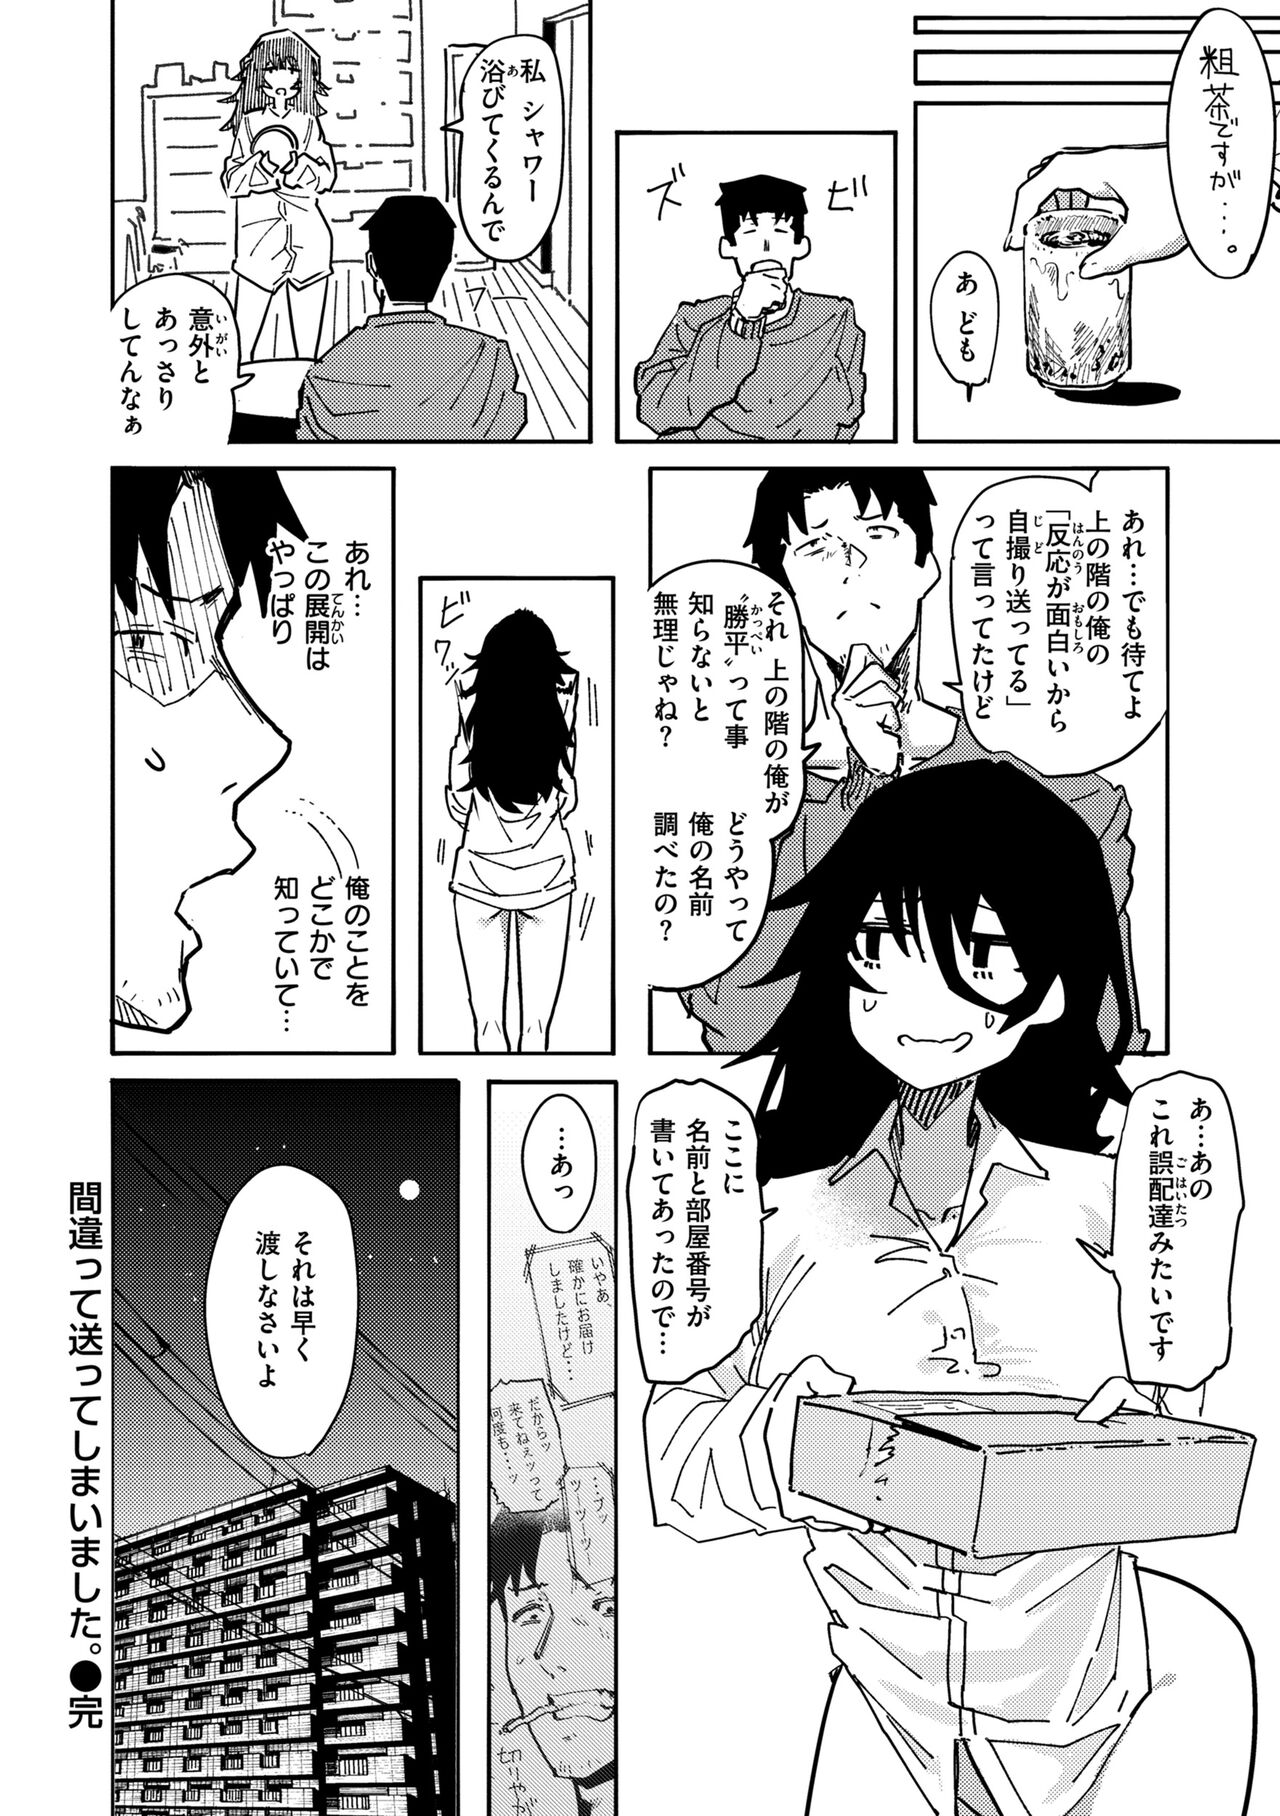 粗茶ですが....。
あ ども
ズビ
私 シャワー
浴びてくるんで
意外と
あっさり
してんなぁ
あれ…でも待てよ
上の階の俺の
「反応が面白いから
自撮り送ってる」
って言ってたけど
それ 上の階の俺が
〝勝平〟って事
知らないと
無理じゃね？
どうやって
俺の名前
調べたの？
ビクッ
あれ…
この展開は
やっぱり
俺のことを
どこかで
知っていて…
あ…あの
これ誤配達みたいです
ここに
名前と部屋番号が
書いてあったので…
…あっ
いやあ、
確かにお届け
しましたけど・・・
だからッ
来てねぇッって
何度も・・・ッ
・・・ブッ
ツーツーッ
切りやが
それは早く
渡しなさいよ
間違って送ってしまいました。●完